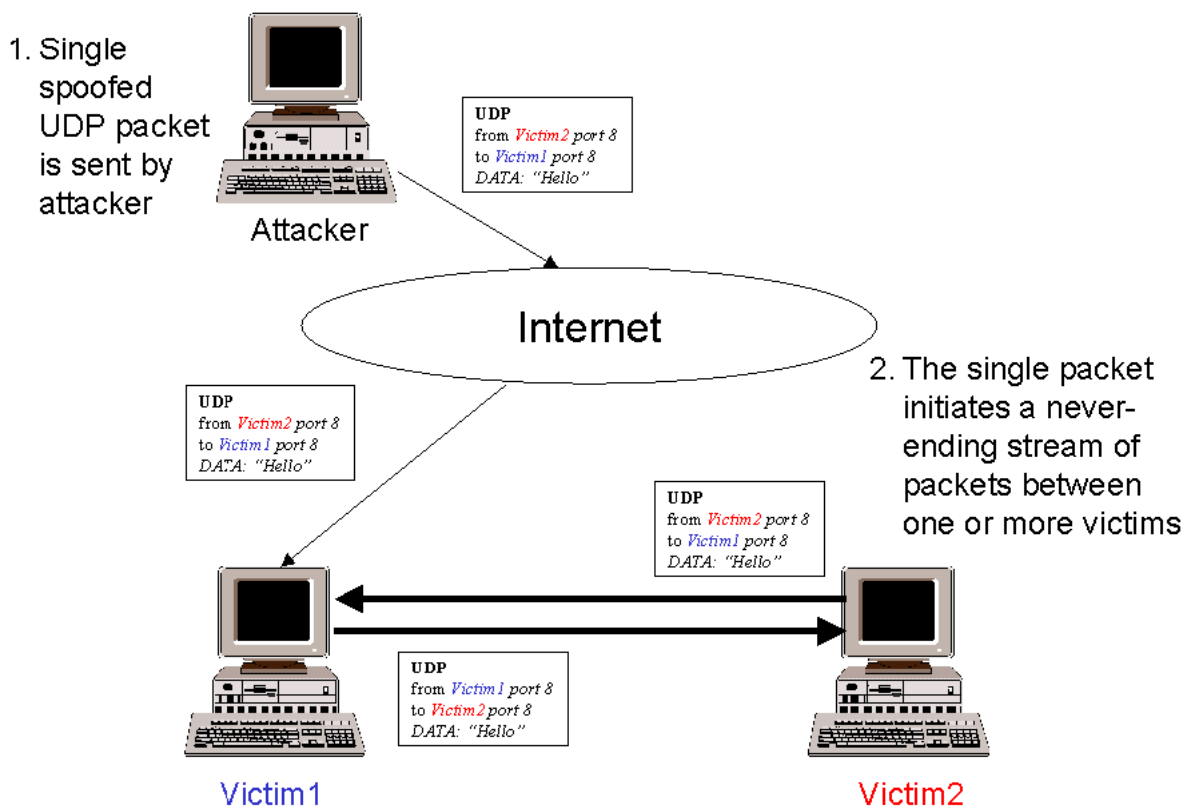 1. Single
spoofed
UDP packet
is sent by
attacker
UDP
from Victim2 port 8
to Victim1 port 8
DATA: "Hello"
Attacker
Internet
UDP
from Victim2 port 8
to Victim1 port 8
DATA: "Hello"
2. The single packet
initiates a never-
ending stream of
packets between
one or more victims
UDP
from Victim2 port 8
to Victim1 port 8
DATA: "Hello"
UDP
from Victim1 port 8
to Victim2 port 8
DATA: "Hello"
Victim1
Victim2